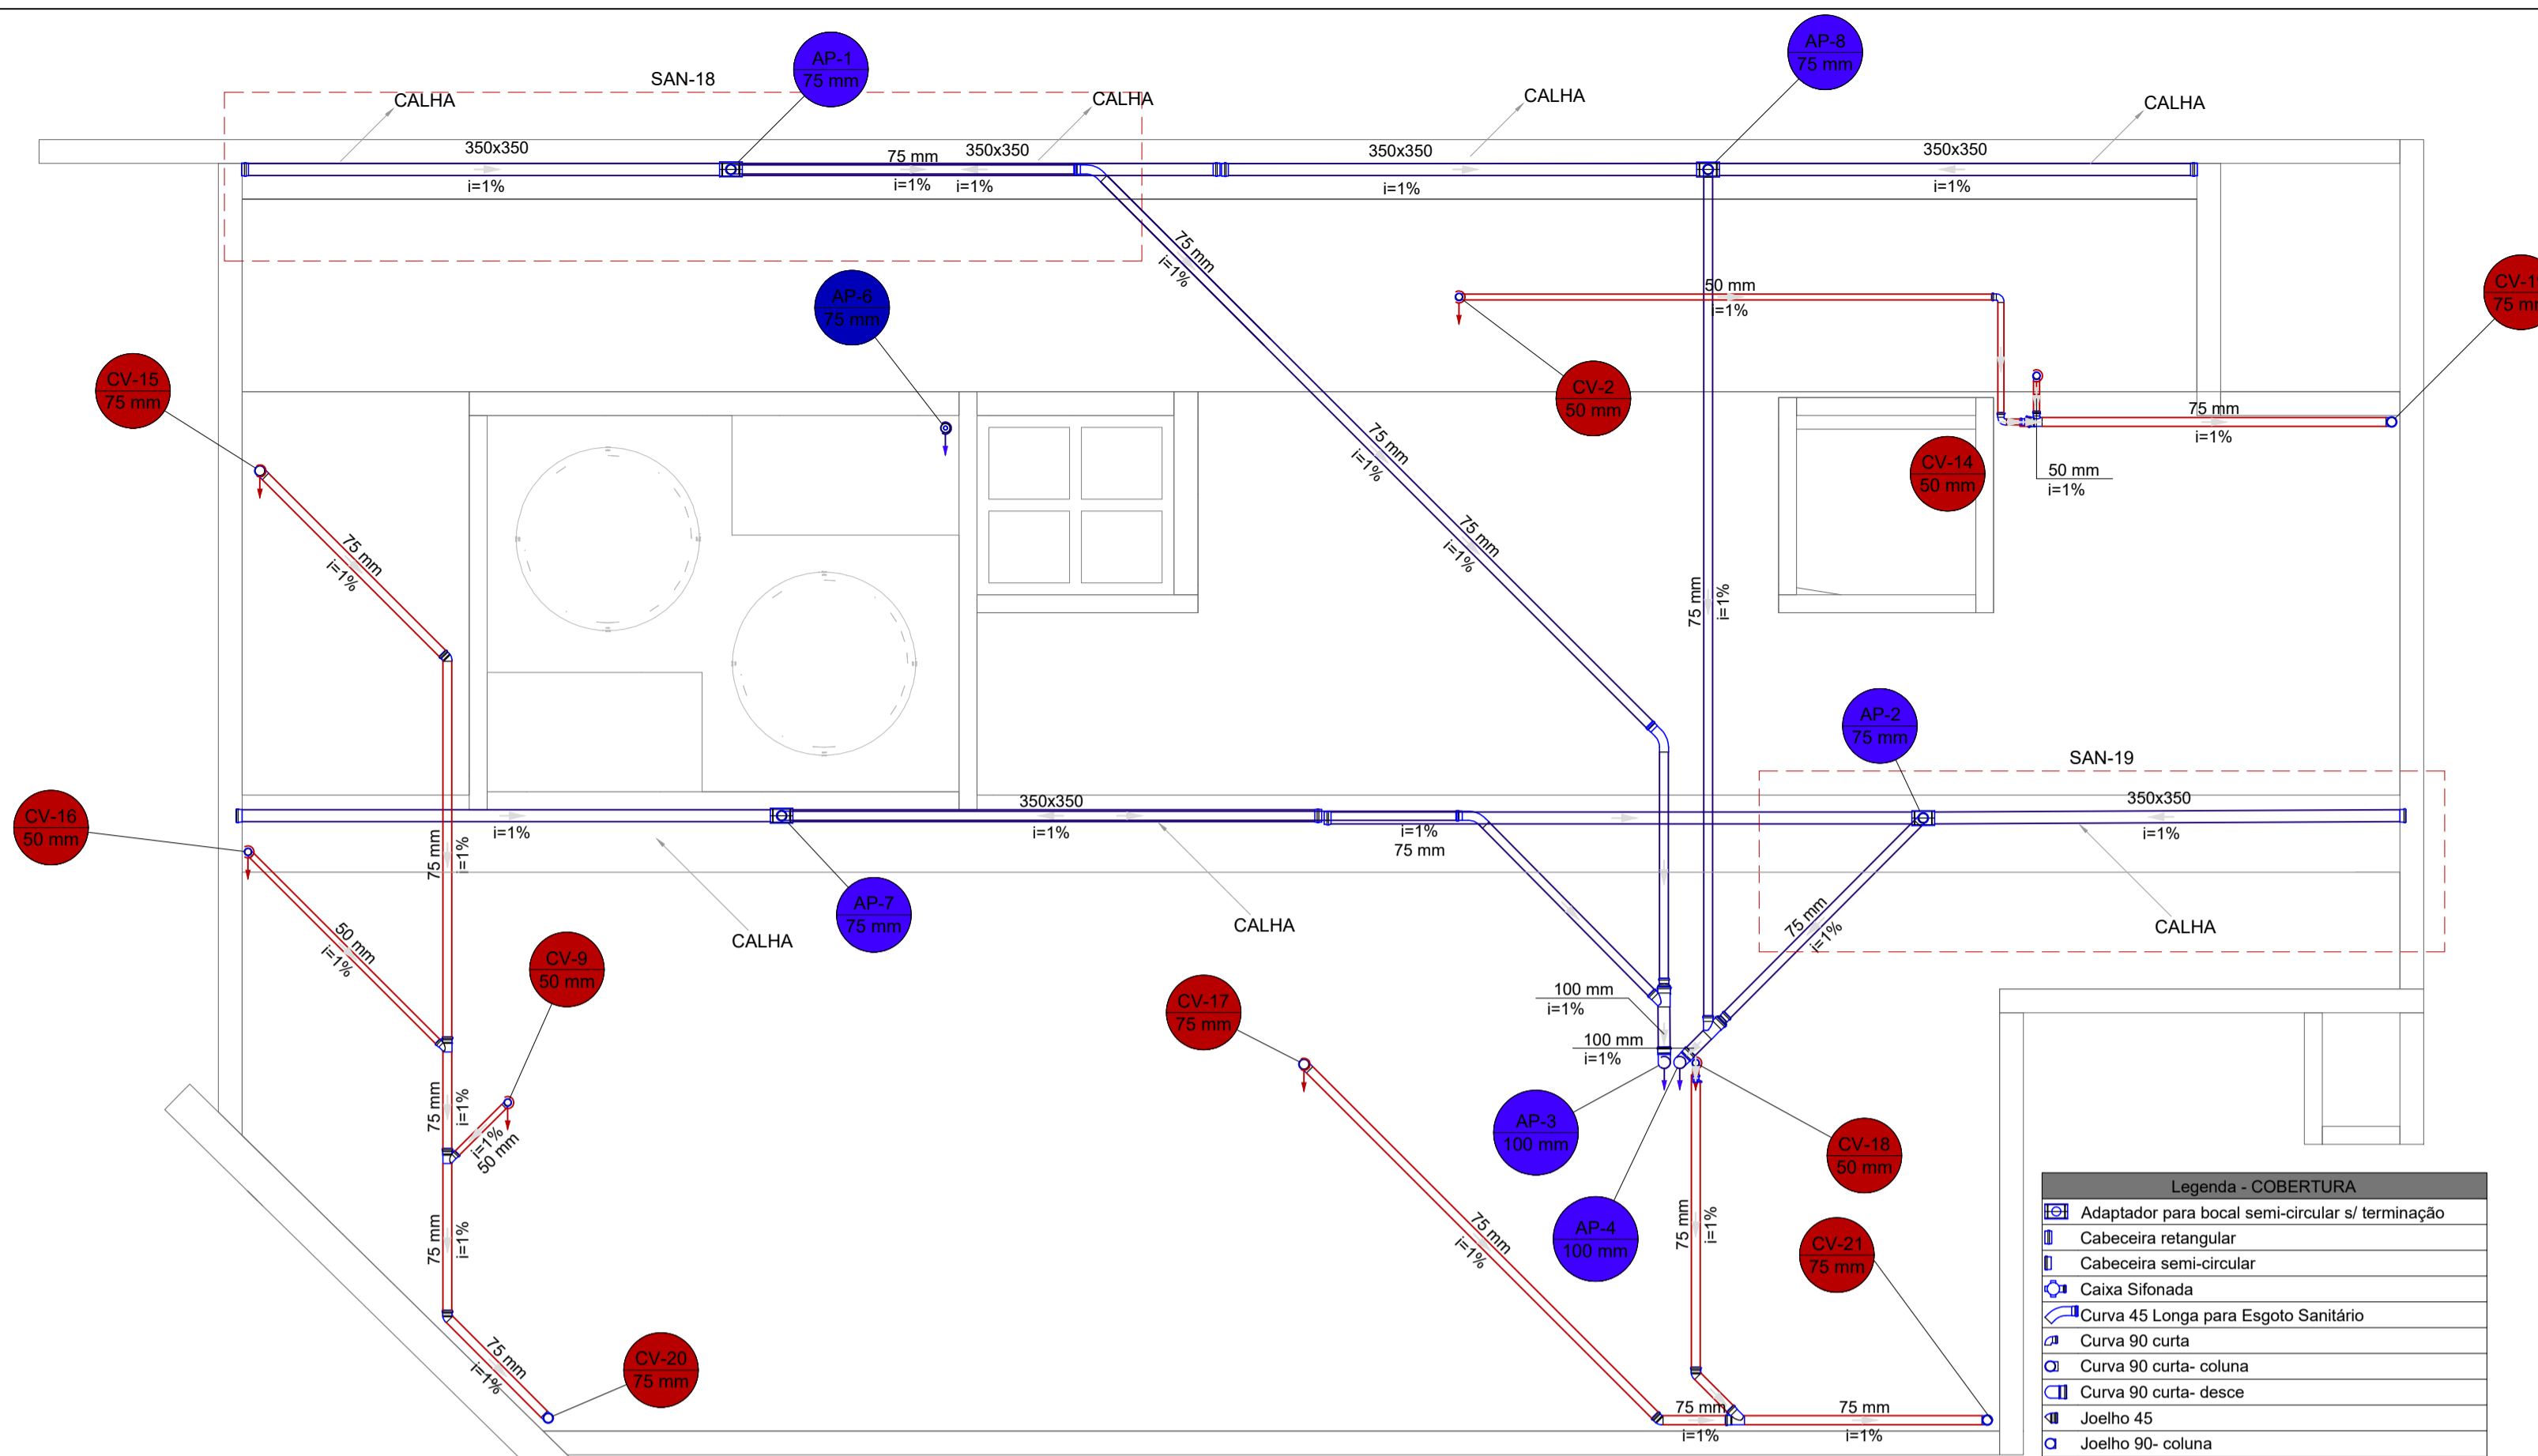 AP-1
75 mm
AP-8
75 mm
SAN-18
CALHA
CALHA
CALHA
CALHA
350x350
75 mm
350x350
350x350
350x350
i=1%
i=1%
i=1%
i=1%
i=1%
75 mm
i=1%
AP-6
75 mm
50 mm
i=1%
75 mm
CV-15
75 mm
CV-2
50 mm
75 mm
i=1%
75 mm
i=1%
CV-14
50 mm
50 mm
i=1%
75 mm
i=1%
75 mm
i=1%
75 mm
i=1%
AP-2
75 mm
SAN-19
CV-16
50 mm
350x350
350x350
i=1%
i=1%
i=1%
75 mm
i=1%
75 mm
i=1%
AP-7
75 mm
CALHA
CALHA
CALHA
75 mm
i=1%
50 mm
i=1%
CV-9
50 mm
CV-17
75 mm
100 mm
i=1%
100 mm
i=1%
75 mm
i=1%
i=1%
50 mm
AP-3
100 mm
CV-18
50 mm
AP-4
100 mm
75 mm
i=1%
75 mm
i=1%
75 mm
i=1%
CV-21
75 mm
75 mm
i=1%
CV-20
75 mm
75 mm
i=1%
75 mm
i=1%
Legenda - COBERTURA
Adaptador para bocal semi-circular s/ terminação
Cabeceira retangular
Cabeceira semi-circular
Caixa Sifonada
Curva 45 Longa para Esgoto Sanitário
Curva 90 curta
Curva 90 curta- coluna
Curva 90 curta- desce
Joelho 45
Joelho 90- coluna